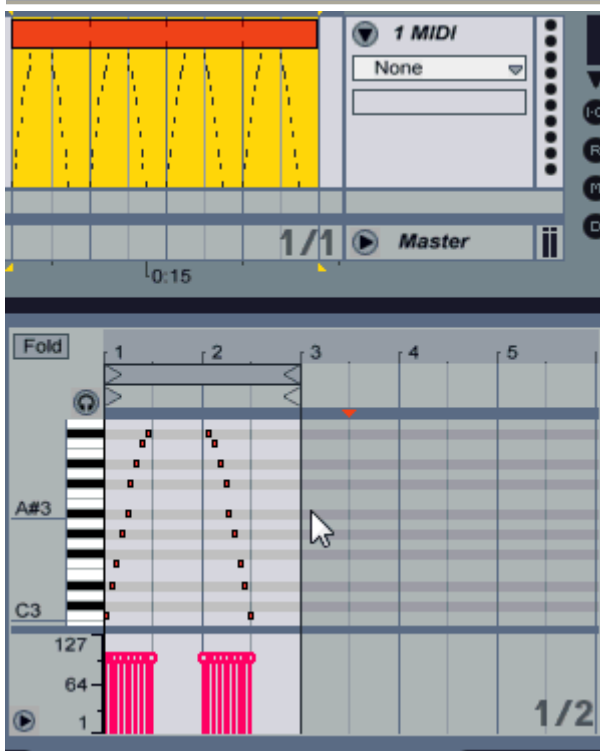 1 MIDI
None
I·O
R
M
D
1/1
Master
0:15
Fold
1 2 3 4 5
A#3
C3
127
64
1
1/2